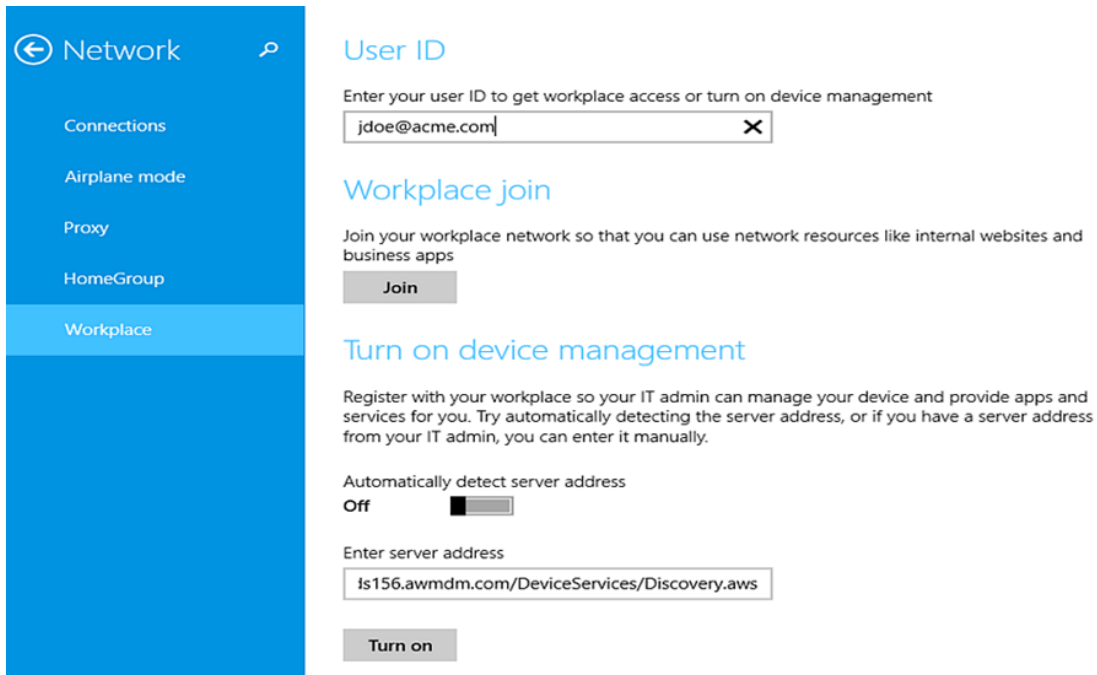 Network
Connections
Airplane mode
Proxy
HomeGroup
Workplace
User ID
Enter your user ID to get workplace access or turn on device management
jdoe@acme.com
Workplace join
Join your workplace network so that you can use network resources like internal websites and
business apps
Join
Turn on device management
Register with your workplace so your IT admin can manage your device and provide apps and
services for you. Try automatically detecting the server address, or if you have a server address
from your IT admin, you can enter it manually.
Automatically detect server address
Off
Enter server address
s156.awmdm.com/DeviceServices/Discovery.aws
Turn on